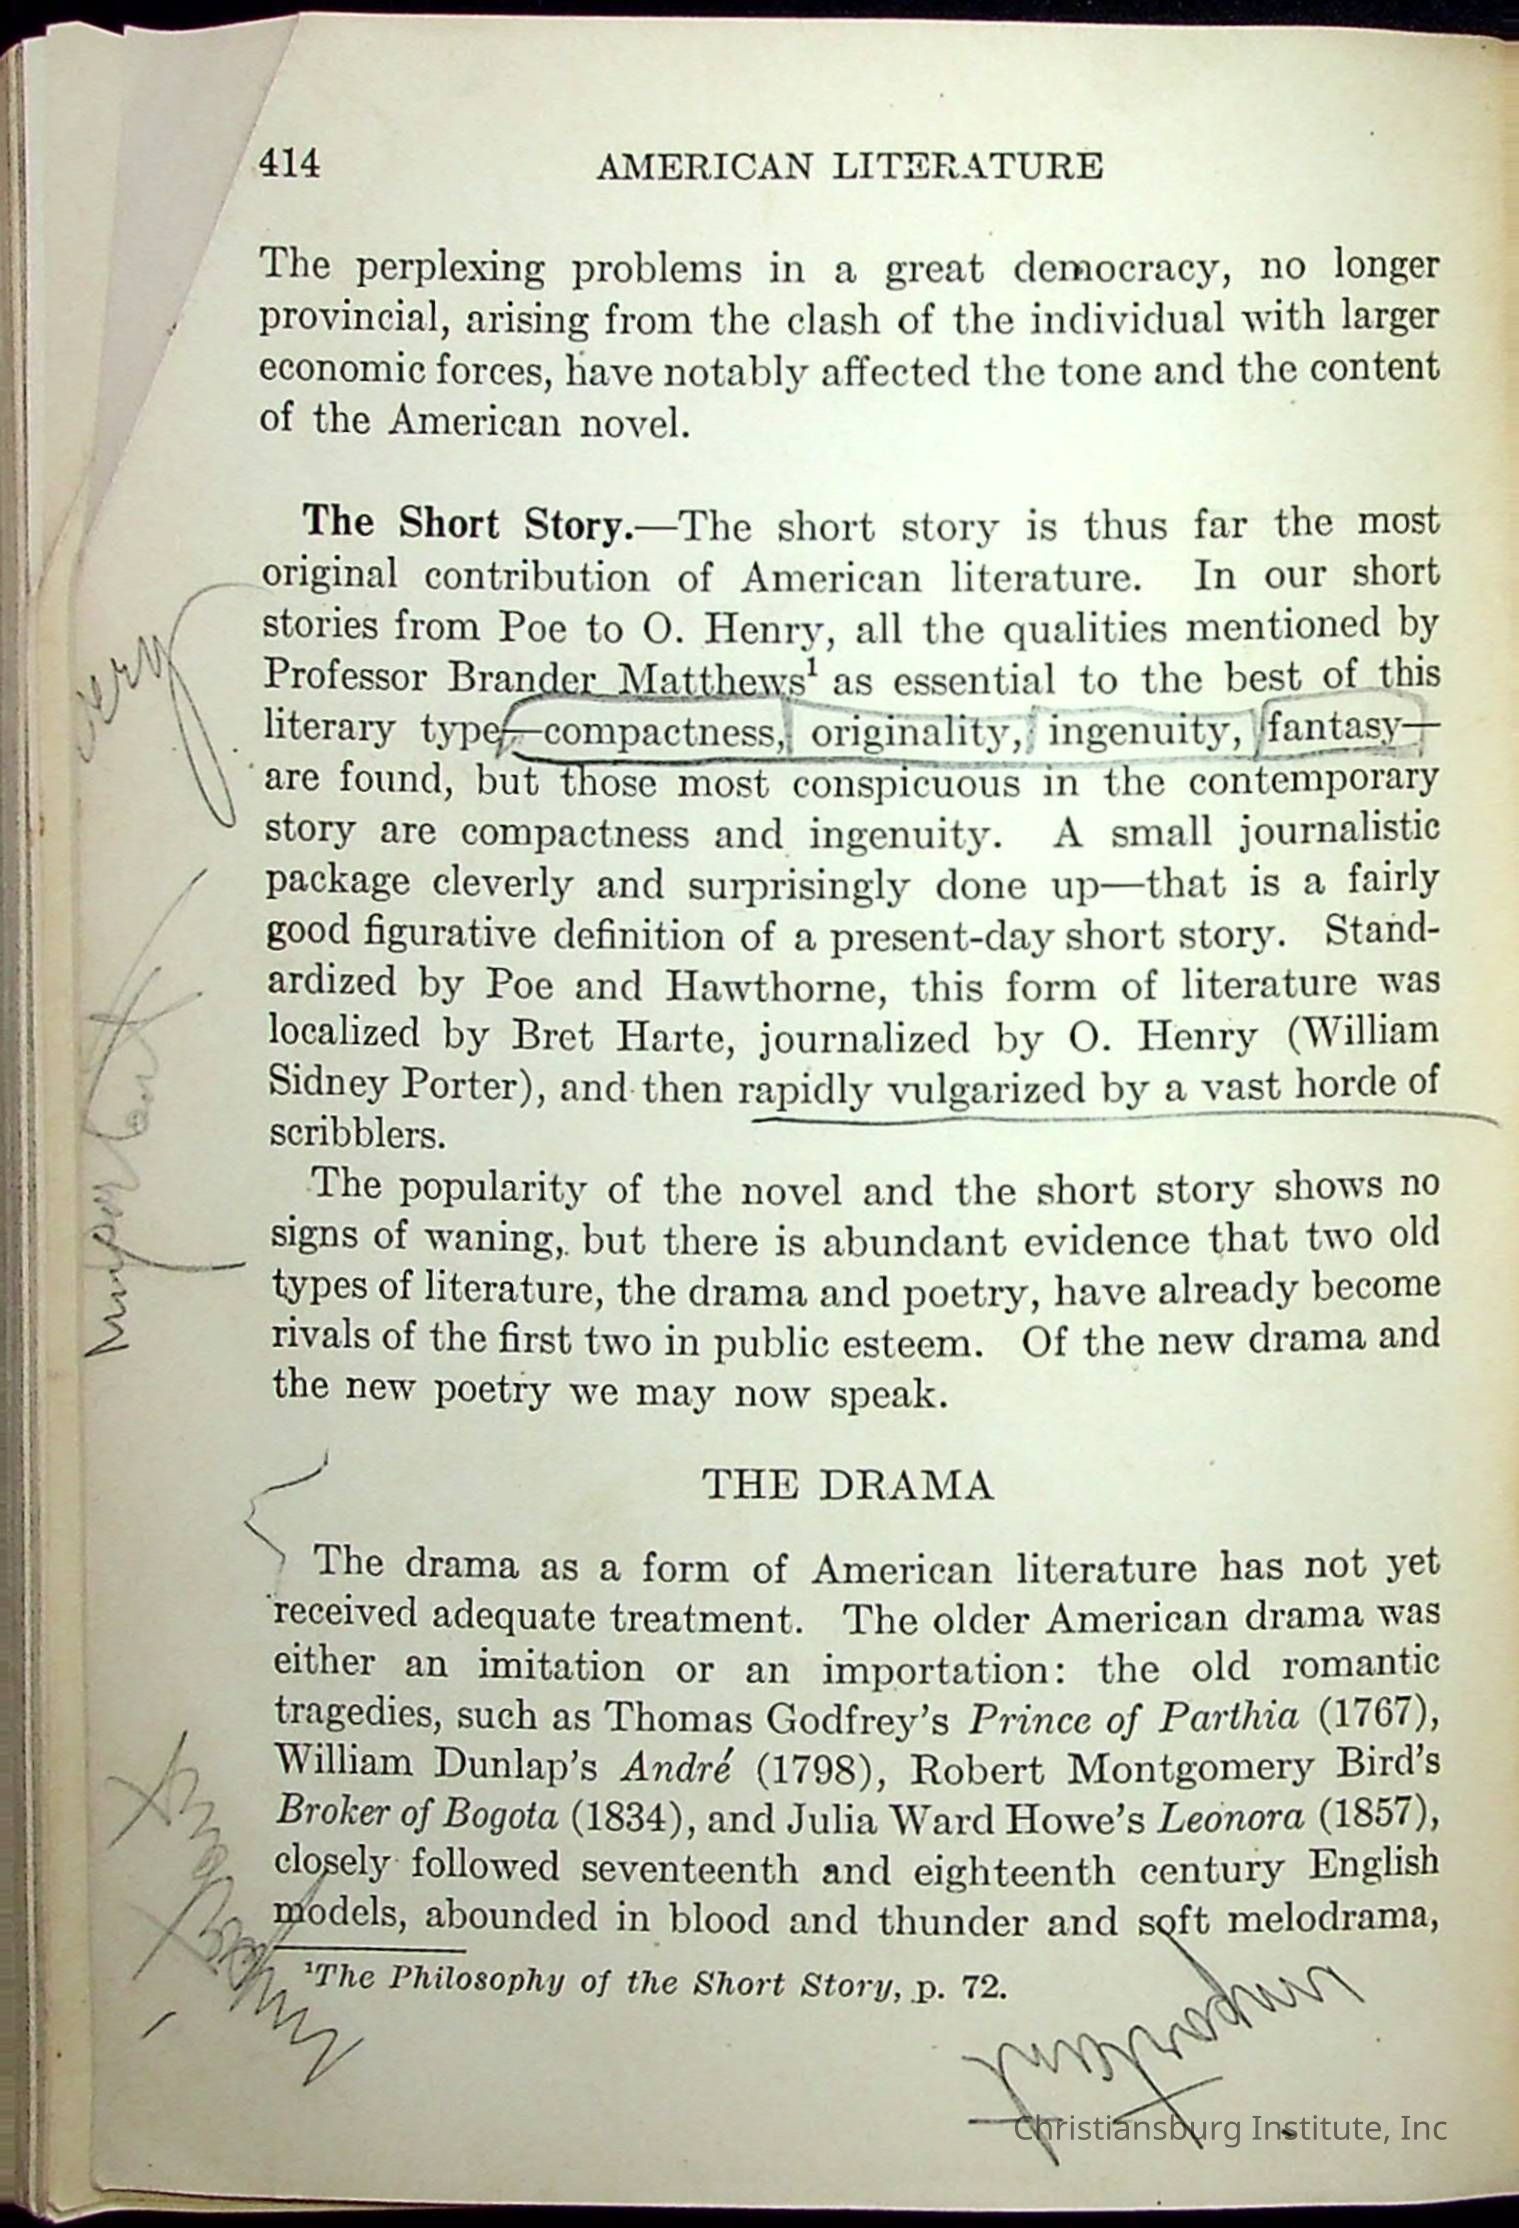 414 AMERICAN LITERATURE
The perplexing problems in a great democracy, no longer
provincial, arising from the clash of the individual with larger
economic forces, have notably affected the tone and the content
of the American novel.
The Short Story.—The short story is thus far the most
original contribution of American literature. In our short
stories from Poe to O. Henry, all the qualities mentioned by
Professor Brander Matthews¹ as essential to the best of this
literary type—compactness, originality, ingenuity, fantasy—
are found, but those most conspicuous in the contemporary
story are compactness and ingenuity. A small journalistic
package cleverly and surprisingly done up—that is a fairly
good figurative definition of a present-day short story. Stand-
ardized by Poe and Hawthorne, this form of literature was
localized by Bret Harte, journalized by O. Henry (William
Sidney Porter), and then rapidly vulgarized by a vast horde of
scribblers.
The popularity of the novel and the short story shows no
signs of waning, but there is abundant evidence that two old
types of literature, the drama and poetry, have already become
rivals of the first two in public esteem. Of the new drama and
the new poetry we may now speak.
THE DRAMA
The drama as a form of American literature has not yet
received adequate treatment. The older American drama was
either an imitation or an importation: the old romantic
tragedies, such as Thomas Godfrey's Prince of Parthia (1767),
William Dunlap's André (1798), Robert Montgomery Bird's
Broker of Bogota (1834), and Julia Ward Howe's Leonora (1857),
closely followed seventeenth and eighteenth century English
models, abounded in blood and thunder and soft melodrama,
¹The Philosophy of the Short Story, p. 72.
very
important
important
important
Christiansburg Institute, Inc